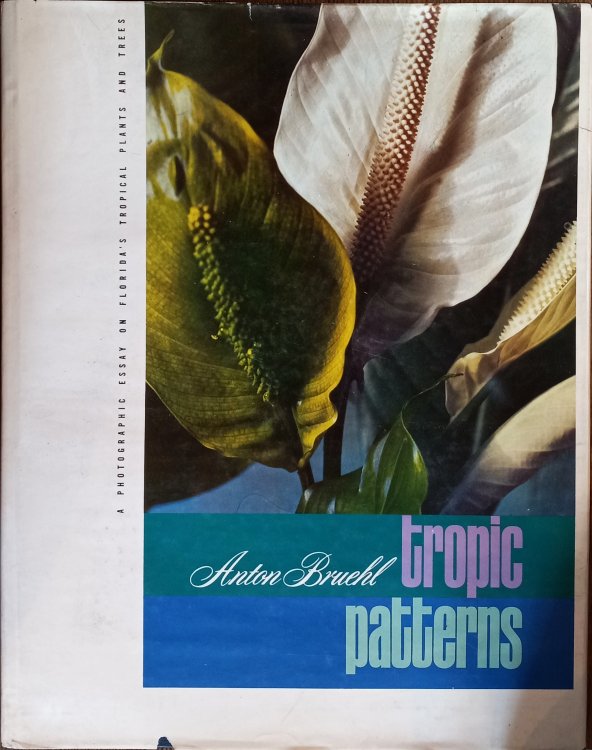 A PHOTOGRAPHIC ESSAY ON FLORIDA'S TROPICAL PLANTS AND TREES
Anton Bruehl tropic
patterns